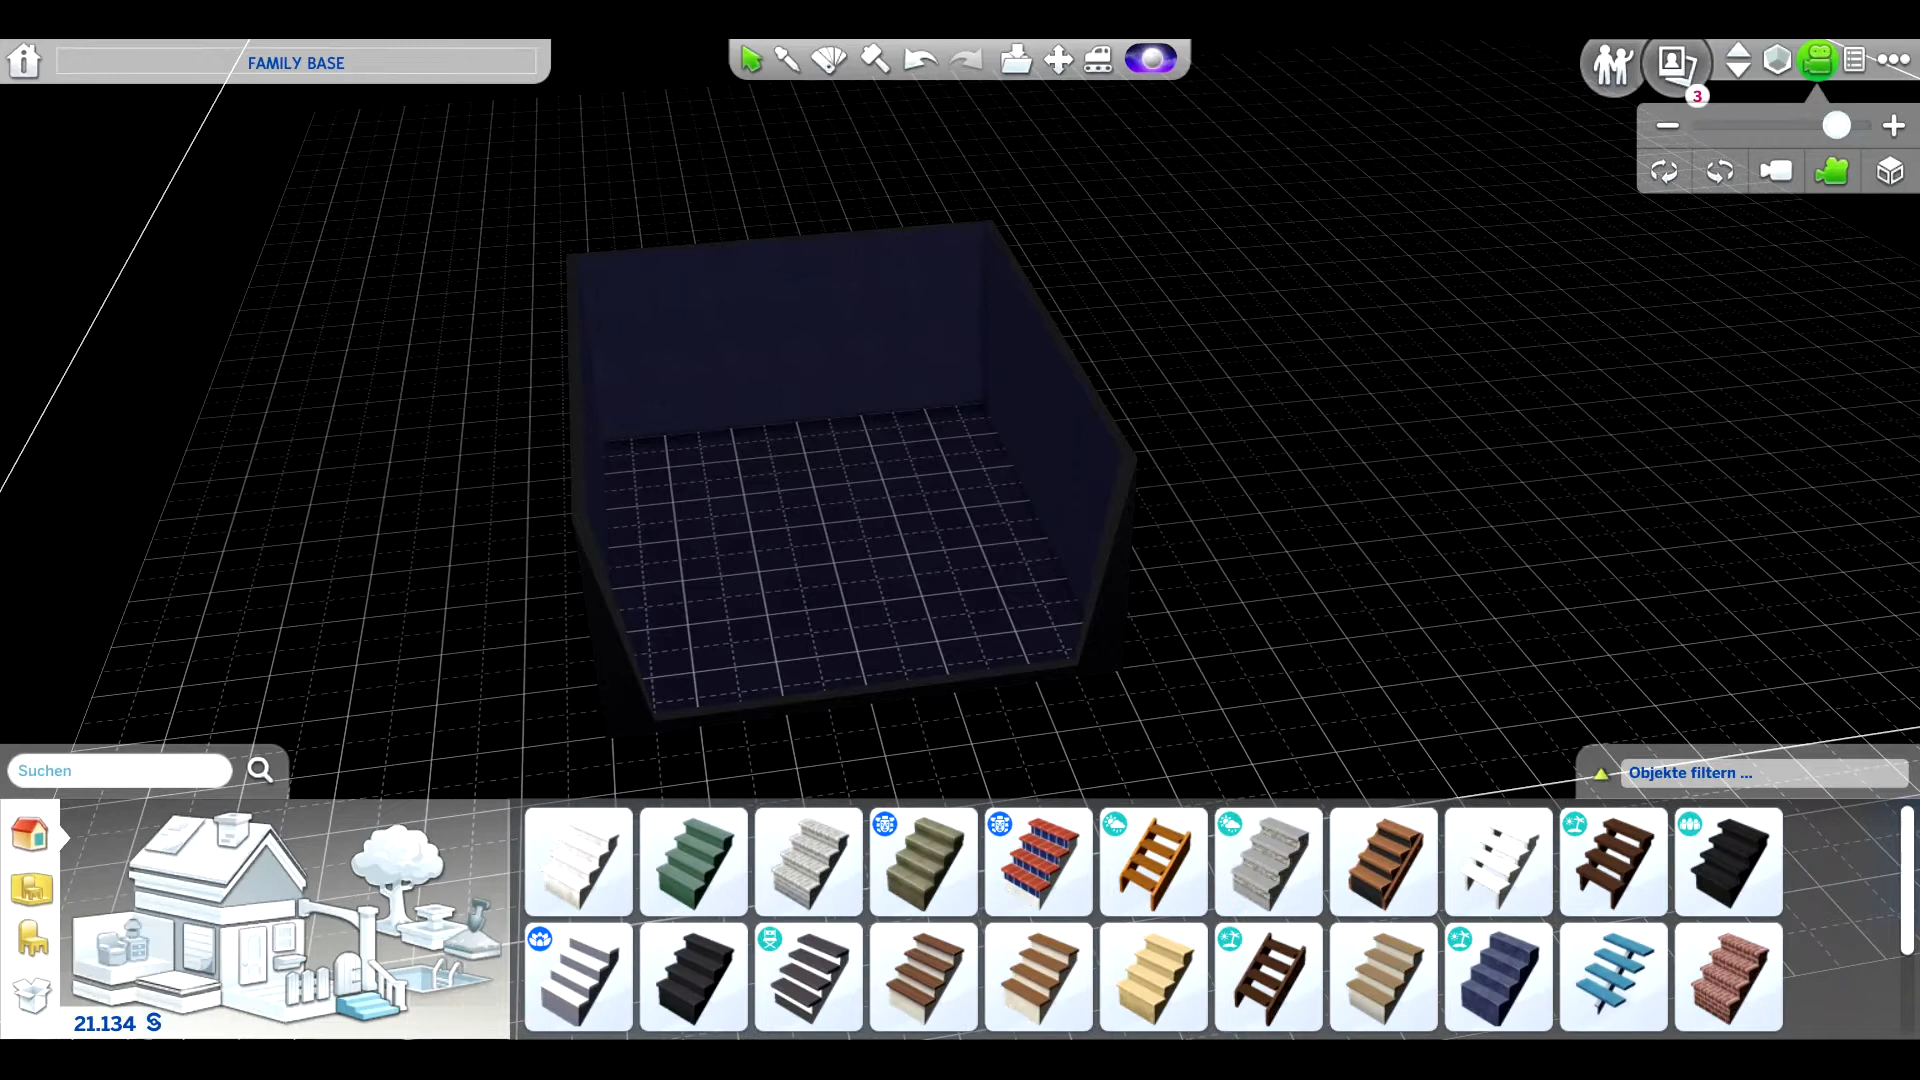 FAMILY BASE
3
Suchen
Objekte filtern ...
21.134 §